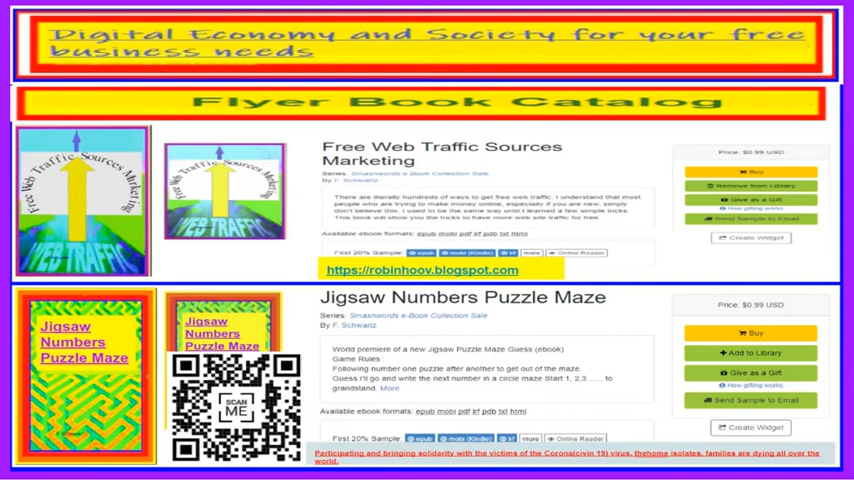 Digital Economy and Society for your free
business needs
Flyer Book Catalog
Free Web Traffic Sources Marketing
WEB TRAFFIC
Free Web Traffic Sources Marketing
WEB TRAFFIC
Free Web Traffic Sources
Marketing
Series: Smashwords e-Book Collection Sale
By F. Schwartz
There are literally hundreds of ways to get free web traffic. I understand that most
people who are trying to make money online, especially if you are new, simply
don't believe this. I used to be the same way until I learned a few simple tricks.
This book will show you the tricks to have more web site traffic for free.
Available ebook formats: epub mobi pdf lrf pdb txt html
First 20% Sample: epub mobi (Kindle) lrf more Online Reader
https://robinhoov.blogspot.com
Price: $0.99 USD
Buy
Remove from Library
Give as a Gift
How gifting works
Send Sample to Email
Create Widget
Jigsaw
Numbers
Puzzle Maze
Jigsaw
Numbers
Puzzle Maze
SCAN
ME
Jigsaw Numbers Puzzle Maze
Series: Smashwords e-Book Collection Sale
By F. Schwartz
World premiere of a new Jigsaw Puzzle Maze Guess (ebook)
Game Rules :
Following number one puzzle after another to get out of the maze.
Guess I'll go and write the next number in a circle maze Start 1, 2,3 ...... to
grandstand. More
Available ebook formats: epub mobi pdf lrf pdb txt html
First 20% Sample: epub mobi (Kindle) lrf more Online Reader
Price: $0.99 USD
Buy
Add to Library
Give as a Gift
How gifting works
Send Sample to Email
Create Widget
Participating and bringing solidarity with the victims of the Corona(civin 19) virus, thehome isolates, families are dying all over the
world.